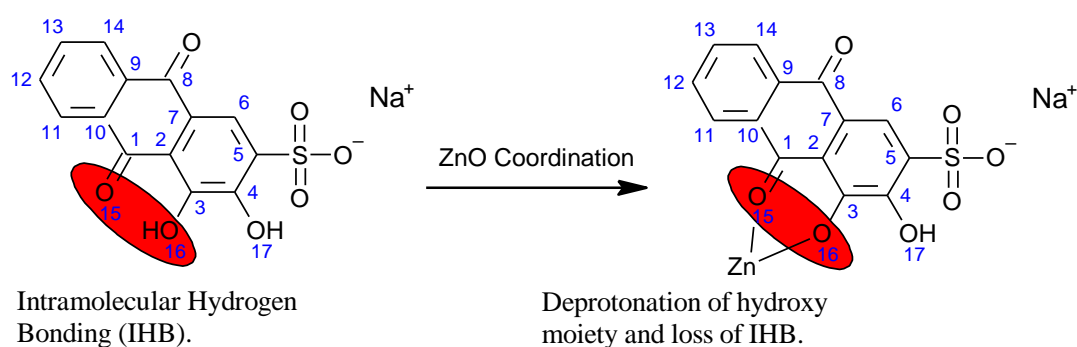 13 14 O
12 9 8 6 Na⁺
11 10 7 O
1 2 5 S O⁻
O 3 4 O
15 HO OH
16 17
ZnO Coordination
13 14 O
12 9 8 6 Na⁺
11 10 7 O
1 2 5 S O⁻
O 3 4 O
15 O OH
Zn 16 17
Intramolecular Hydrogen
Bonding (IHB).
Deprotonation of hydroxy
moiety and loss of IHB.